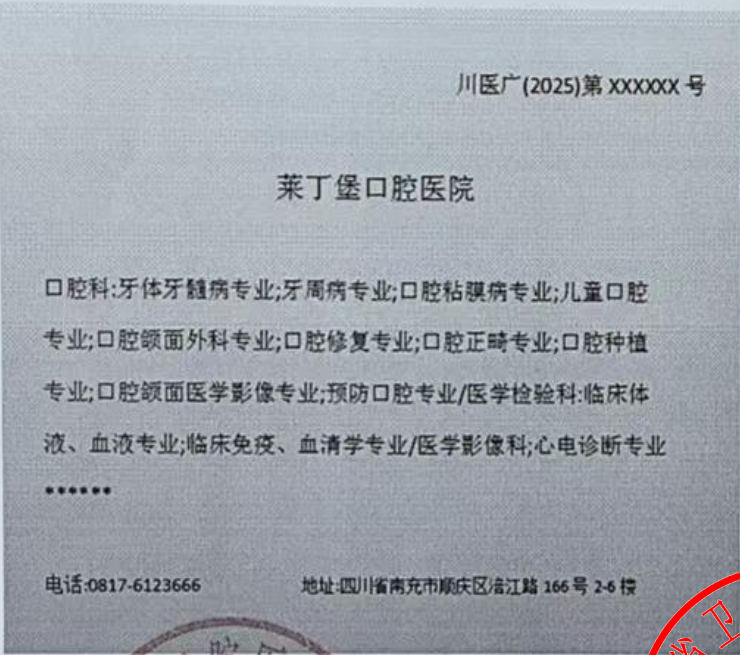 川医广(2025)第 XXXXXX 号
莱丁堡口腔医院
口腔科:牙体牙髓病专业;牙周病专业;口腔粘膜病专业;儿童口腔
专业;口腔颌面外科专业;口腔修复专业;口腔正畸专业;口腔种植
专业;口腔颌面医学影像专业;预防口腔专业/医学检验科:临床体
液、血液专业;临床免疫、血清学专业/医学影像科;心电诊断专业
••••••
电话:0817-6123666 地址:四川省南充市顺庆区涪江路 166 号 2-6 楼
卫